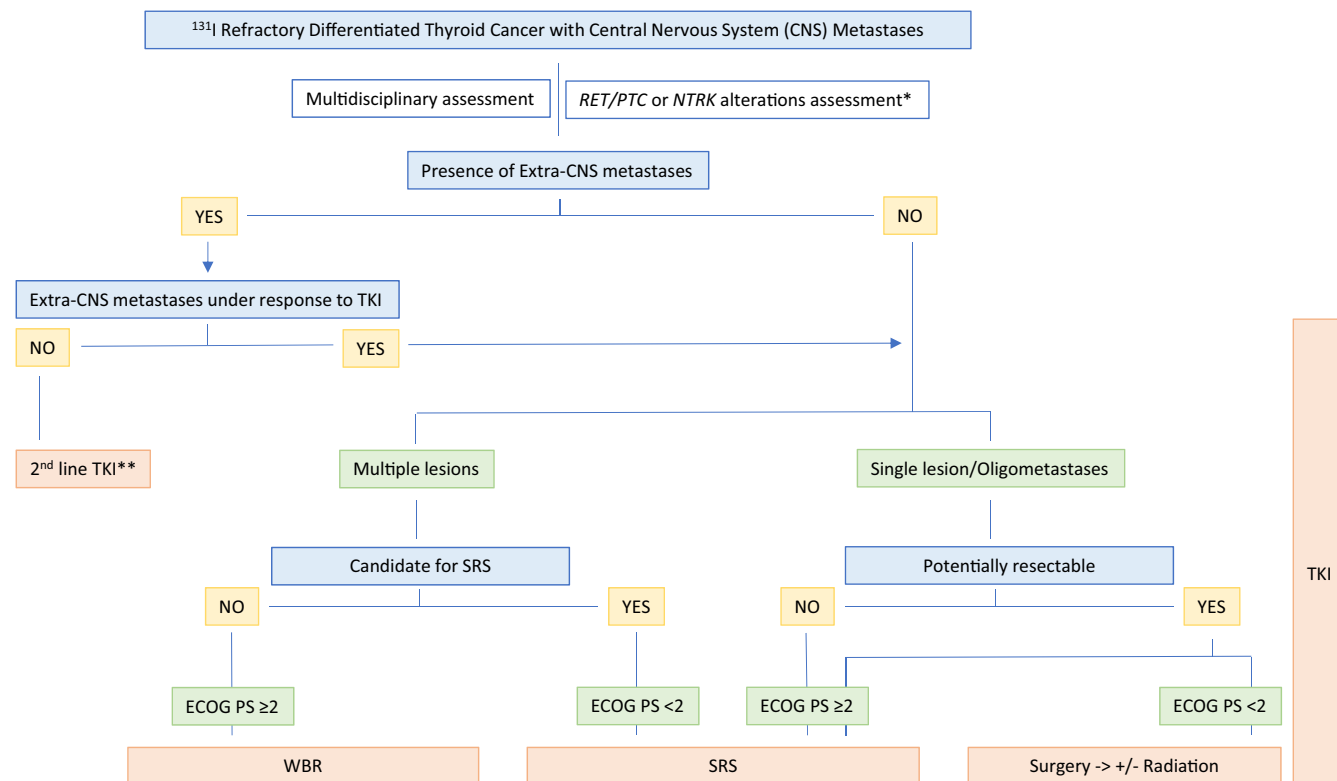 ¹³¹I Refractory Differentiated Thyroid Cancer with Central Nervous System (CNS) Metastases
Multidisciplinary assessment
RET/PTC or NTRK alterations assessment*
Presence of Extra-CNS metastases
YES
NO
Extra-CNS metastases under response to TKI
NO
YES
2nd line TKI**
Multiple lesions
Single lesion/Oligometastases
Candidate for SRS
Potentially resectable
TKI
NO
YES
NO
YES
ECOG PS ≥2
ECOG PS <2
ECOG PS ≥2
ECOG PS <2
WBR
SRS
Surgery -> +/- Radiation